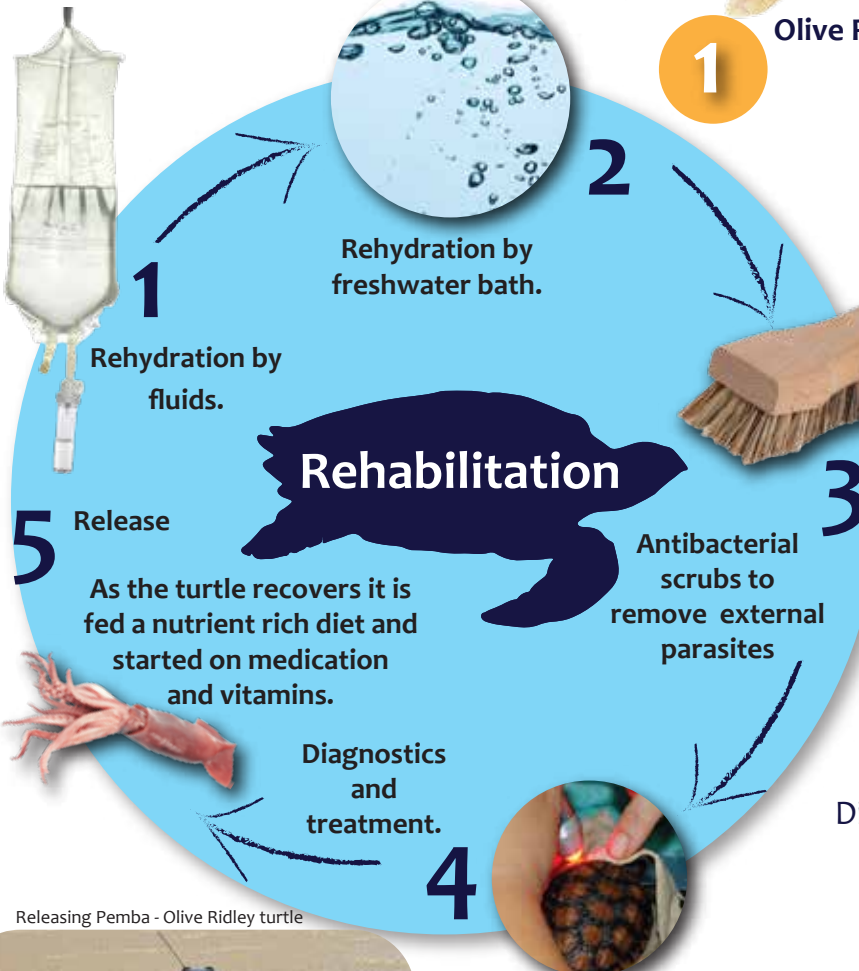 Olive
1
2
Rehydration by
freshwater bath.
1
Rehydration by
fluids.
Rehabilitation
3
Antibacterial
scrubs to
remove external
parasites
5
Release
As the turtle recovers it is
fed a nutrient rich diet and
started on medication
and vitamins.
Diagnostics
and
treatment.
4
Releasing Pemba - Olive Ridley turtle